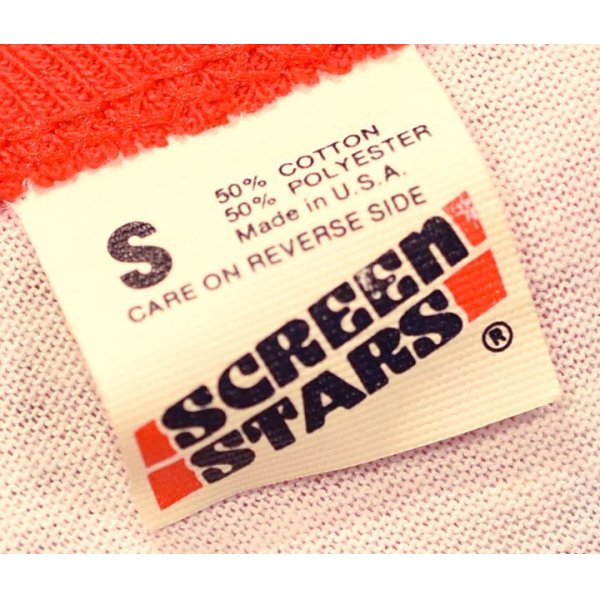 S
50% COTTON
50% POLYESTER
Made in U.S.A.
CARE ON REVERSE SIDE
SCREEN
STARS®